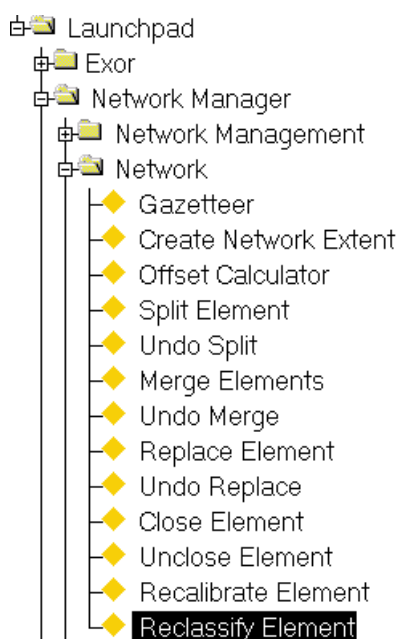 Launchpad
Exor
Network Manager
Network Management
Network
Gazetteer
Create Network Extent
Offset Calculator
Split Element
Undo Split
Merge Elements
Undo Merge
Replace Element
Undo Replace
Close Element
Unclose Element
Recalibrate Element
Reclassify Element